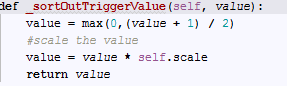 def _sortOutTriggerValue(self, value):
value = max(0,(value + 1) / 2)
#scale the value
value = value * self.scale
return value